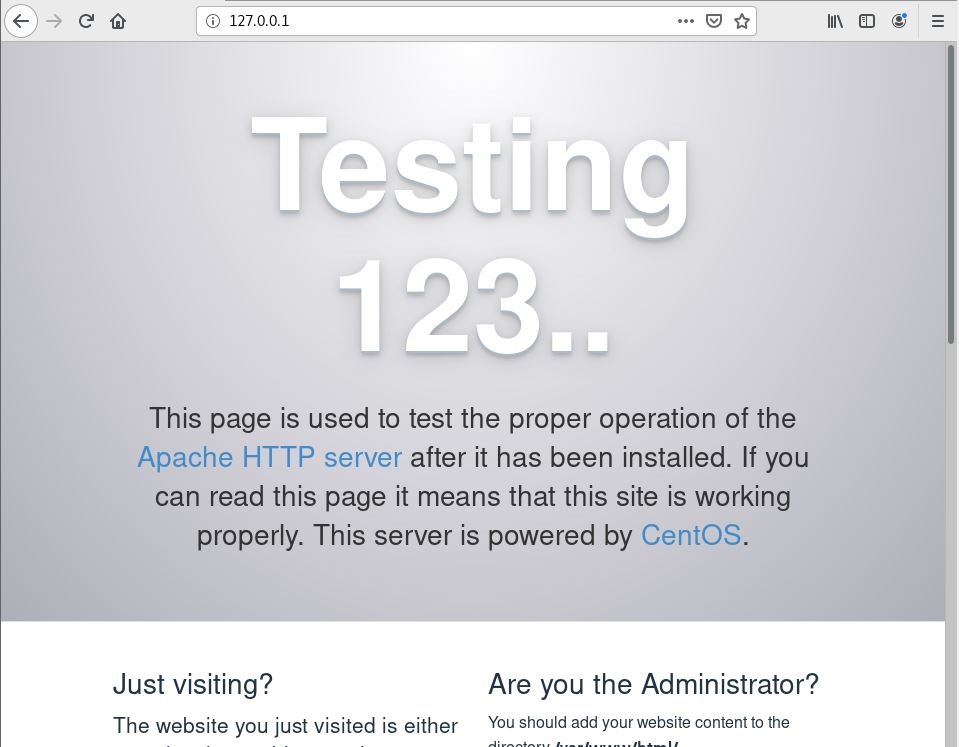 127.0.0.1
Testing
123..
This page is used to test the proper operation of the
Apache HTTP server after it has been installed. If you
can read this page it means that this site is working
properly. This server is powered by CentOS.
Just visiting?
The website you just visited is either
Are you the Administrator?
You should add your website content to the
directory /var/www/html/